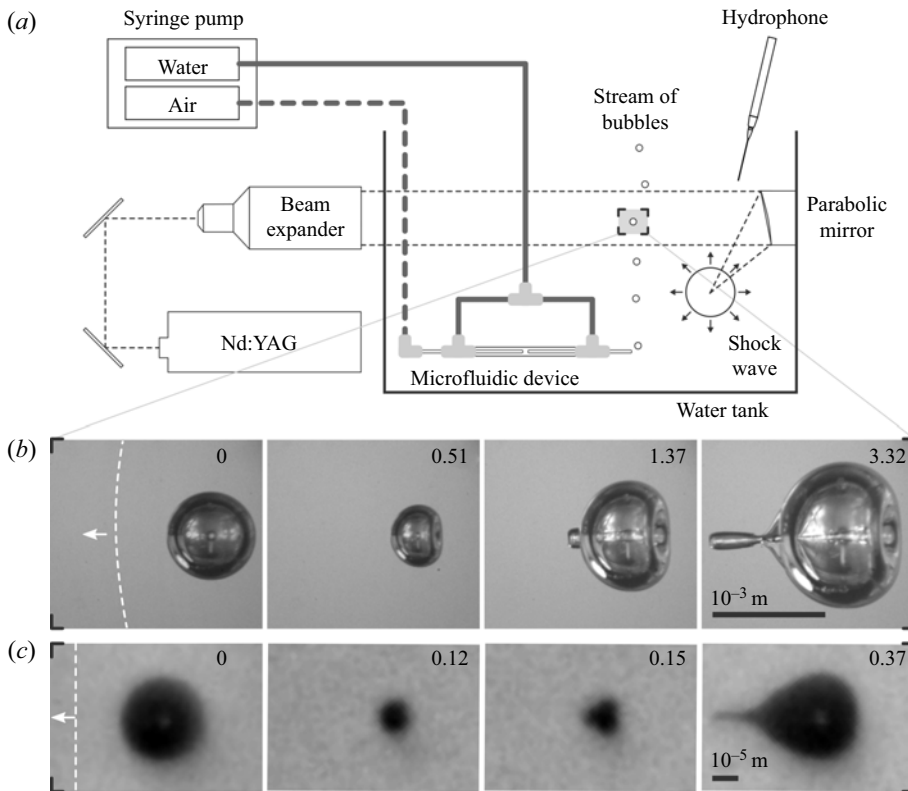 (a)
Syringe pump
Water
Air
Hydrophone
Stream of
bubbles
Beam
expander
Parabolic
mirror
Nd:YAG
Microfluidic device
Shock
wave
Water tank
(b)
0
0.51
1.37
3.32
10⁻³ m
(c)
0
0.12
0.15
0.37
10⁻⁵ m